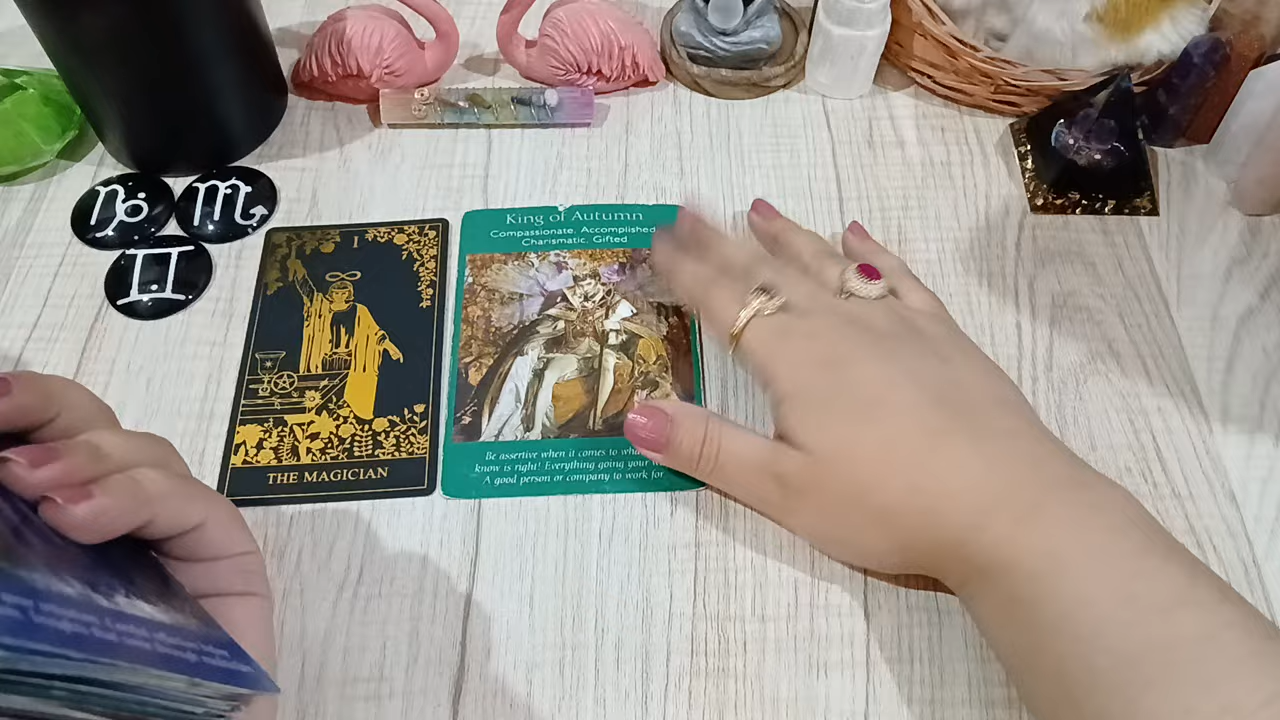 I
THE MAGICIAN
King of Autumn
Compassionate, Accomplished
Charismatic, Gifted
Be assertive when it comes to
know is right! Everything going your
A good person or company to work for